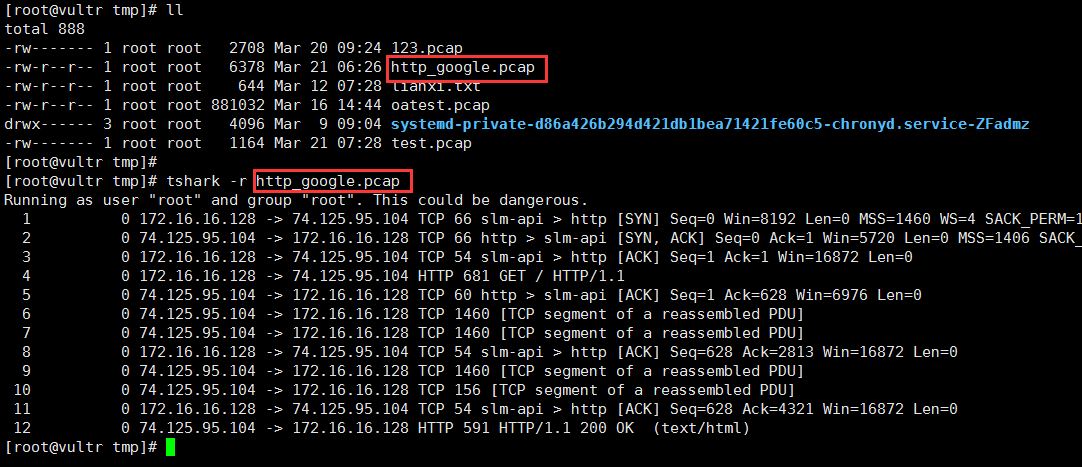 [root@vultr tmp]# ll
total 888
-rw------- 1 root root   2708 Mar 20 09:24 123.pcap
-rw-r--r-- 1 root root   6378 Mar 21 06:26 http_google.pcap
-rw-r--r-- 1 root root    644 Mar 12 07:28 lianxi.txt
-rw-r--r-- 1 root root 881032 Mar 16 14:44 oatest.pcap
drwx------ 3 root root   4096 Mar  9 09:04 systemd-private-d86a426b294d421db1bea71421fe60c5-chronyd.service-ZFadmz
-rw------- 1 root root   1164 Mar 21 07:28 test.pcap
[root@vultr tmp]#
[root@vultr tmp]# tshark -r http_google.pcap
Running as user "root" and group "root". This could be dangerous.
  1          0 172.16.16.128 -> 74.125.95.104 TCP 66 slm-api > http [SYN] Seq=0 Win=8192 Len=0 MSS=1460 WS=4 SACK_PERM=1
  2          0 74.125.95.104 -> 172.16.16.128 TCP 66 http > slm-api [SYN, ACK] Seq=0 Ack=1 Win=5720 Len=0 MSS=1406 SACK_
  3          0 172.16.16.128 -> 74.125.95.104 TCP 54 slm-api > http [ACK] Seq=1 Ack=1 Win=16872 Len=0
  4          0 172.16.16.128 -> 74.125.95.104 HTTP 681 GET / HTTP/1.1
  5          0 74.125.95.104 -> 172.16.16.128 TCP 60 http > slm-api [ACK] Seq=1 Ack=628 Win=6976 Len=0
  6          0 74.125.95.104 -> 172.16.16.128 TCP 1460 [TCP segment of a reassembled PDU]
  7          0 74.125.95.104 -> 172.16.16.128 TCP 1460 [TCP segment of a reassembled PDU]
  8          0 172.16.16.128 -> 74.125.95.104 TCP 54 slm-api > http [ACK] Seq=628 Ack=2813 Win=16872 Len=0
  9          0 74.125.95.104 -> 172.16.16.128 TCP 1460 [TCP segment of a reassembled PDU]
 10          0 74.125.95.104 -> 172.16.16.128 TCP 156 [TCP segment of a reassembled PDU]
 11          0 172.16.16.128 -> 74.125.95.104 TCP 54 slm-api > http [ACK] Seq=628 Ack=4321 Win=16872 Len=0
 12          0 74.125.95.104 -> 172.16.16.128 HTTP 591 HTTP/1.1 200 OK  (text/html)
[root@vultr tmp]#